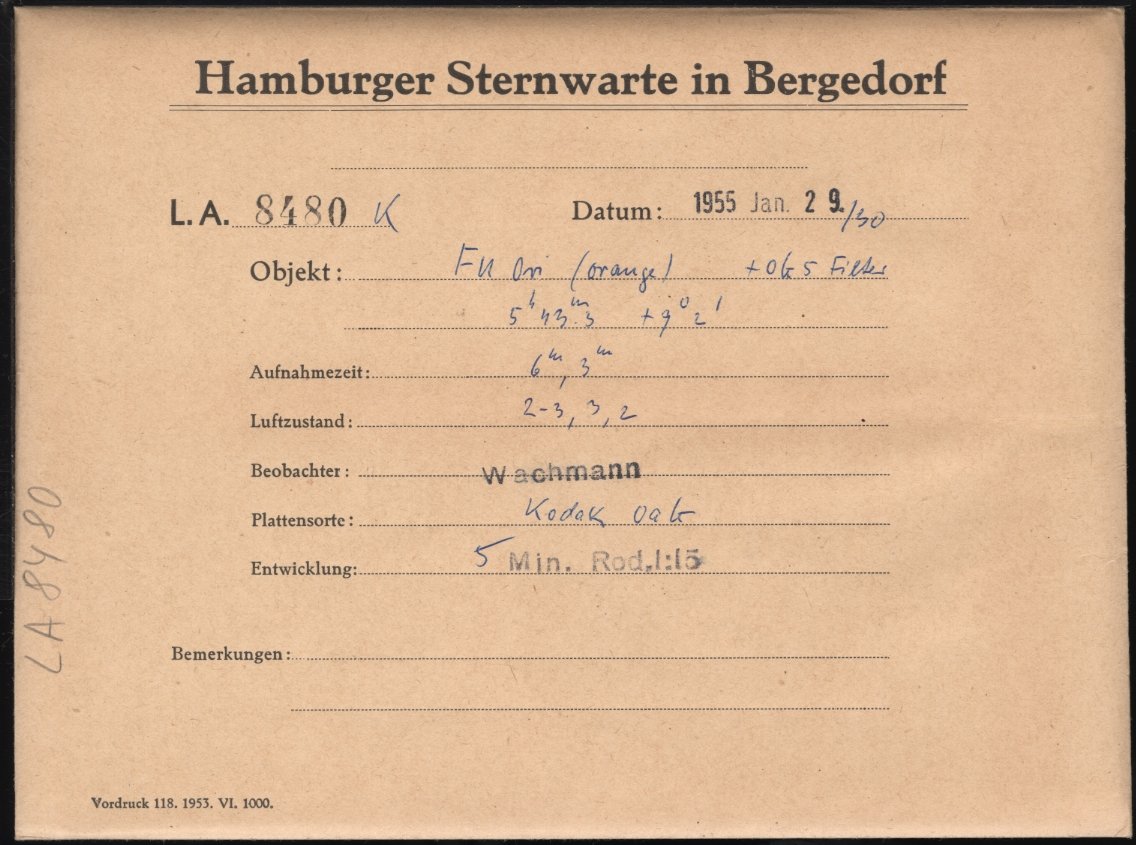 Hamburger Sternwarte in Bergedorf
L.A. 8480 K Datum: 1955 Jan. 29./30
Objekt: FU Ori (orange) + OG 5 Filter
5ʰ 43ᵐ.3 +9° 2'
Aufnahmezeit: 6ᵐ, 3ᵐ
Luftzustand: 2-3, 3, 2
Beobachter: Wachmann
Plattensorte: Kodak OaG
Entwicklung: 5 Min. Rod.1:15
Bemerkungen:
Vordruck 118. 1953. VI. 1000.
LA 8480